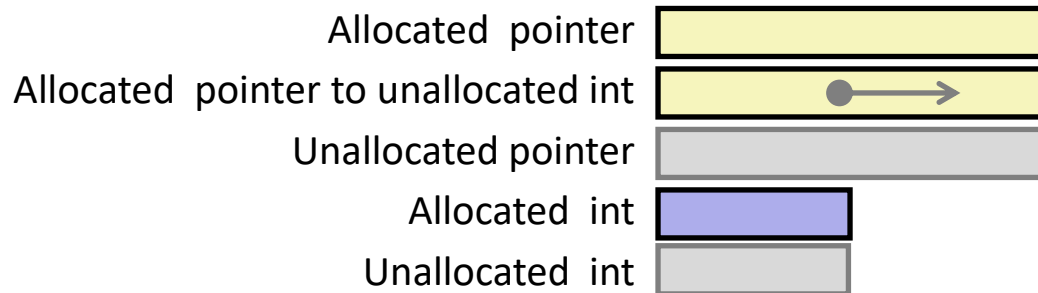 Allocated pointer
Allocated pointer to unallocated int
Unallocated pointer
Allocated int
Unallocated int